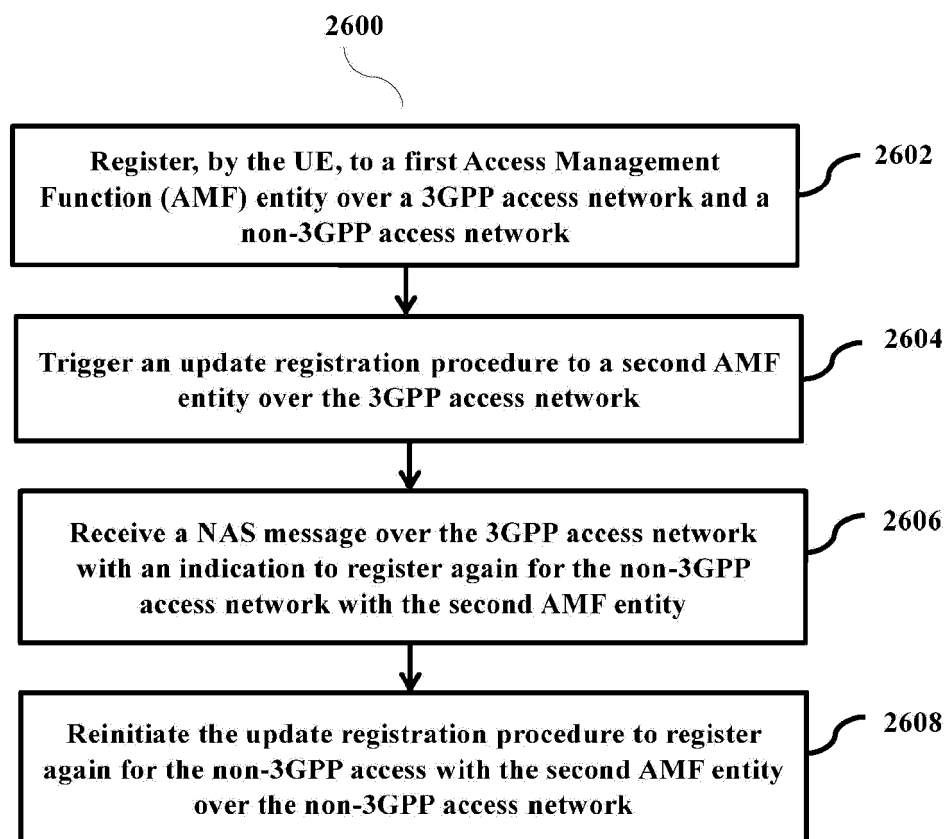 2600
Register, by the UE, to a first Access Management
Function (AMF) entity over a 3GPP access network and a
non-3GPP access network
2602
Trigger an update registration procedure to a second AMF
entity over the 3GPP access network
2604
Receive a NAS message over the 3GPP access network
with an indication to register again for the non-3GPP
access network with the second AMF entity
2606
Reinitiate the update registration procedure to register
again for the non-3GPP access with the second AMF entity
over the non-3GPP access network
2608